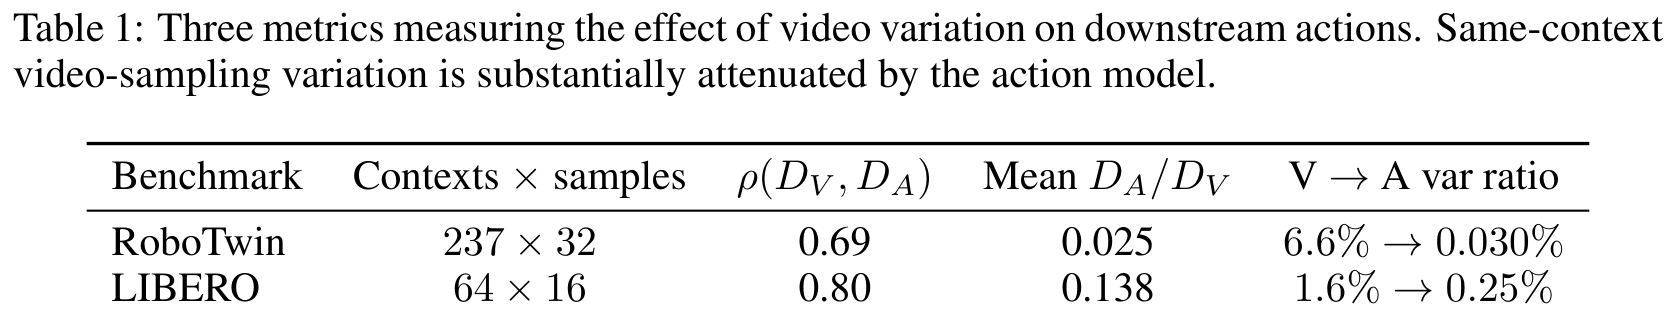 Table 1: Three metrics measuring the effect of video variation on downstream actions. Same-context
video-sampling variation is substantially attenuated by the action model.
Benchmark Contexts × samples ρ(D_V, D_A) Mean D_A/D_V V → A var ratio
RoboTwin 237 × 32 0.69 0.025 6.6% → 0.030%
LIBERO 64 × 16 0.80 0.138 1.6% → 0.25%